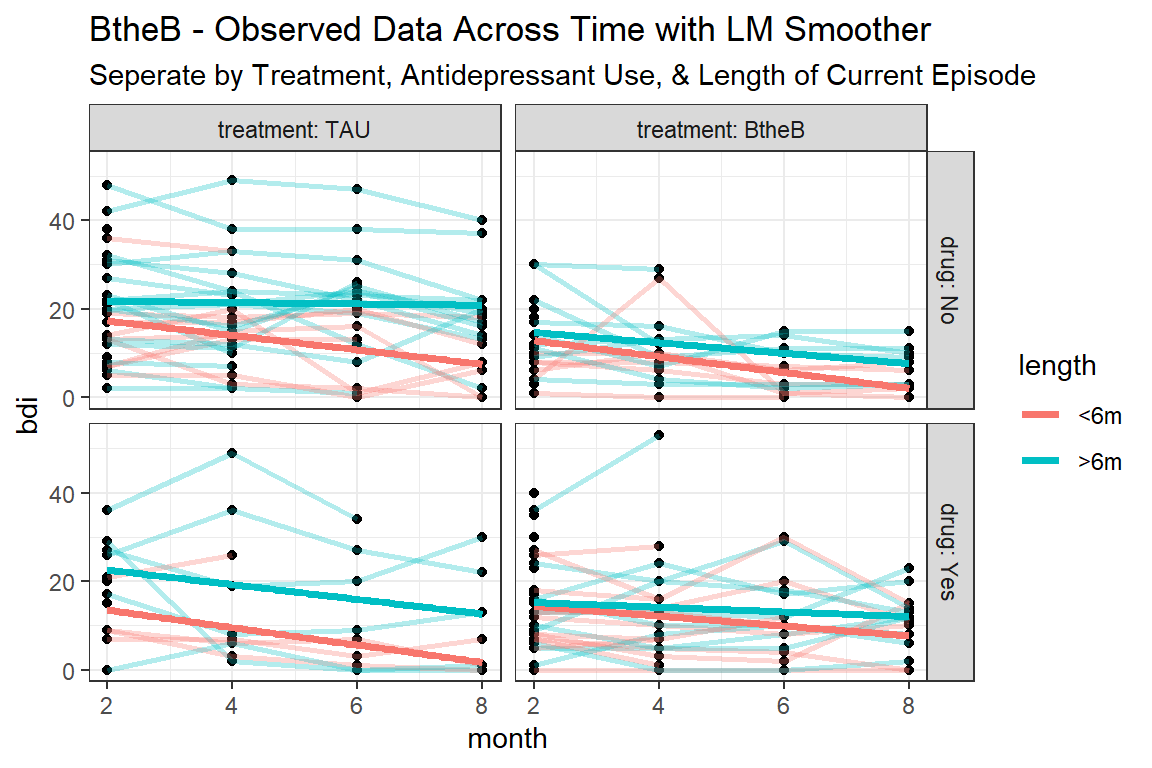 BtheB - Observed Data Across Time with LM Smoother
Seperate by Treatment, Antidepressant Use, & Length of Current Episode
treatment: TAU
treatment: BtheB
40
20
0
drug: No
40
20
0
drug: Yes
2
4
6
8
2
4
6
8
month
bdi
length
<6m
>6m